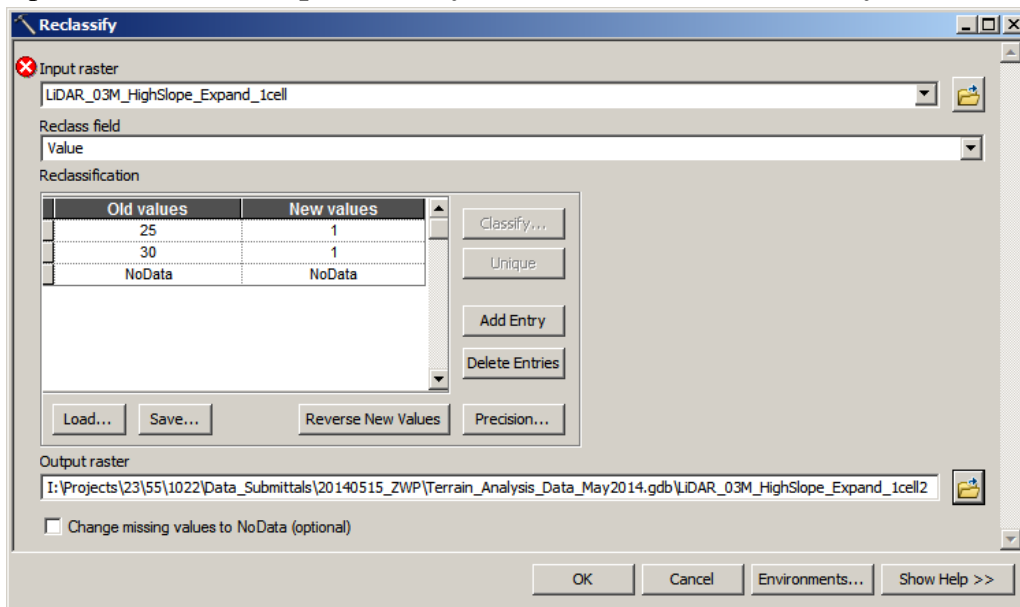 Reclassify
Input raster
LiDAR_03M_HighSlope_Expand_1cell
Reclass field
Value
Reclassification
Old values New values
25 1
30 1
NoData NoData
Classify...
Unique
Add Entry
Delete Entries
Load... Save... Reverse New Values Precision...
Output raster
I:\Projects\23\55\1022\Data_Submittals\20140515_ZWP\Terrain_Analysis_Data_May2014.gdb\LiDAR_03M_HighSlope_Expand_1cell2
Change missing values to NoData (optional)
OK Cancel Environments... Show Help >>